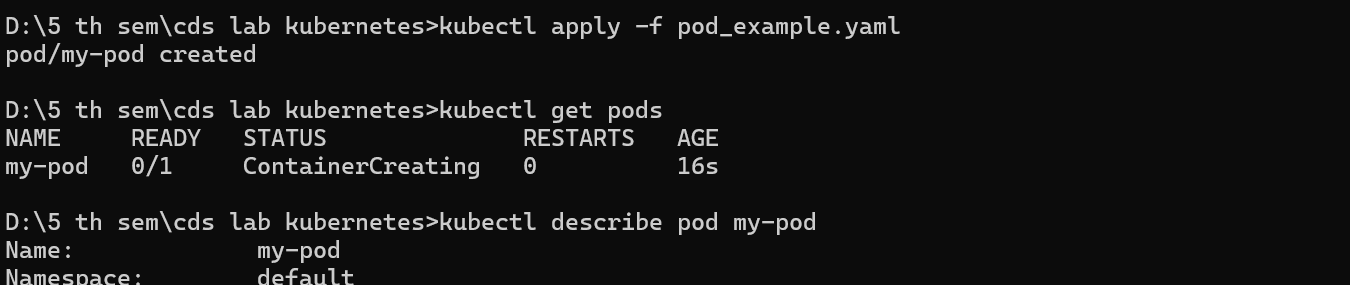 D:\5 th sem\cds lab kubernetes>kubectl apply -f pod_example.yaml
pod/my-pod created
D:\5 th sem\cds lab kubernetes>kubectl get pods
NAME     READY   STATUS              RESTARTS   AGE
my-pod   0/1     ContainerCreating   0          16s
D:\5 th sem\cds lab kubernetes>kubectl describe pod my-pod
Name:             my-pod
Namespace:        default